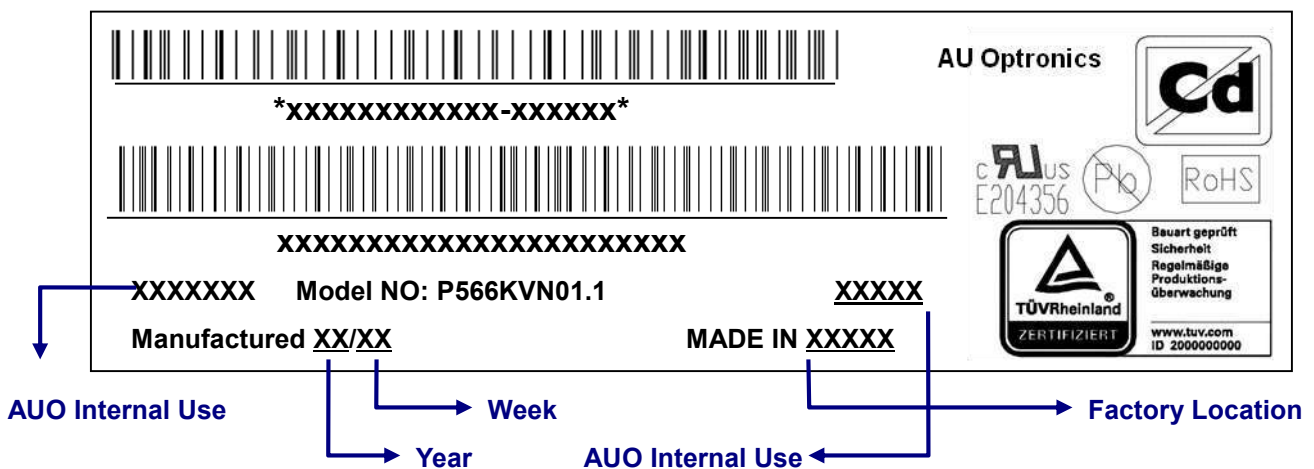 AU Optronics
Cd
*xxxxxxxxxxxx-xxxxxx*
c RU US
E204356
Pb
RoHS
xxxxxxxxxxxxxxxxxxxxxxx
XXXXXXX Model NO: P566KVN01.1 XXXXX
Manufactured XX/XX MADE IN XXXXX
TÜVRheinland®
ZERTIFIZIERT
Bauart geprüft
Sicherheit
Regelmäßige
Produktions-
überwachung
www.tuv.com
ID 2000000000
AUO Internal Use
Week
Factory Location
Year
AUO Internal Use